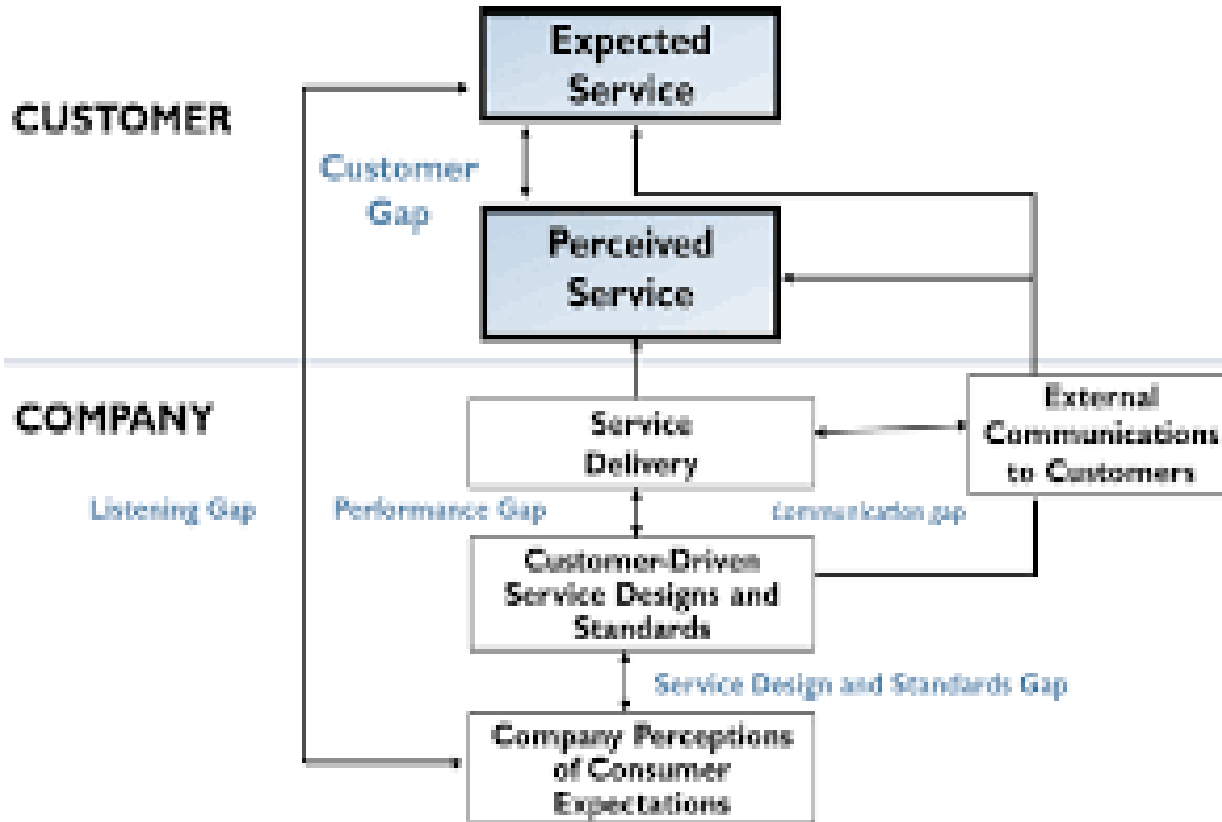 Expected
Service
CUSTOMER
Customer
Gap
Perceived
Service
COMPANY
Service
Delivery
External
Communications
to Customers
Listening Gap
Performance Gap
Communication gap
Customer-Driven
Service Designs and
Standards
Service Design and Standards Gap
Company Perceptions
of Consumer
Expectations